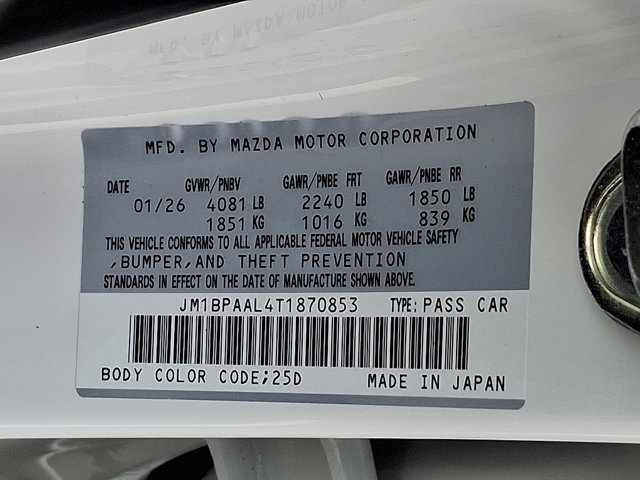 MFD. BY MAZDA MOTOR CORPORATION
DATE GVWR/PNBV GAWR/PNBE FRT GAWR/PNBE RR
01/26 4081 LB 2240 LB 1850 LB
1851 KG 1016 KG 839 KG
THIS VEHICLE CONFORMS TO ALL APPLICABLE FEDERAL MOTOR VEHICLE SAFETY
,BUMPER,AND THEFT PREVENTION
STANDARDS IN EFFECT ON THE DATE OF MANUFACTURE SHOWN ABOVE.
JM1BPAAL4T1870853 TYPE: PASS CAR
BODY COLOR CODE;25D MADE IN JAPAN